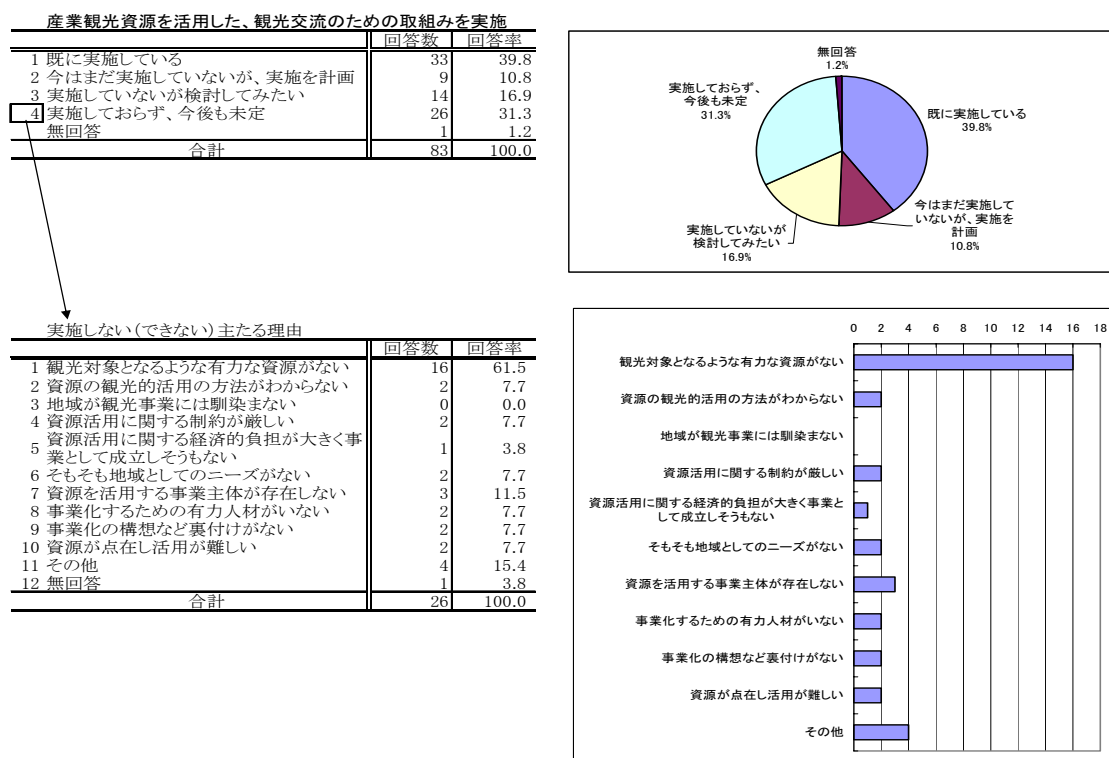 産業観光資源を活用した、観光交流のための取組みを実施
回答数 回答率
1 既に実施している 33 39.8
2 今はまだ実施していないが、実施を計画 9 10.8
3 実施していないが検討してみたい 14 16.9
4 実施しておらず、今後も未定 26 31.3
無回答 1 1.2
合計 83 100.0
無回答
1.2%
実施しておらず、
今後も未定
31.3%
既に実施している
39.8%
今はまだ実施して
いないが、実施を
計画
10.8%
実施していないが
検討してみたい
16.9%
実施しない(できない)主たる理由
回答数 回答率
1 観光対象となるような有力な資源がない 16 61.5
2 資源の観光的活用の方法がわからない 2 7.7
3 地域が観光事業には馴染まない 0 0.0
4 資源活用に関する制約が厳しい 2 7.7
5 資源活用に関する経済的負担が大きく事
業として成立しそうもない 1 3.8
6 そもそも地域としてのニーズがない 2 7.7
7 資源を活用する事業主体が存在しない 3 11.5
8 事業化するための有力人材がいない 2 7.7
9 事業化の構想など裏付けがない 2 7.7
10 資源が点在し活用が難しい 2 7.7
11 その他 4 15.4
12 無回答 1 3.8
合計 26 100.0
0 2 4 6 8 10 12 14 16 18
観光対象となるような有力な資源がない
資源の観光的活用の方法がわからない
地域が観光事業には馴染まない
資源活用に関する制約が厳しい
資源活用に関する経済的負担が大きく事業と
して成立しそうもない
そもそも地域としてのニーズがない
資源を活用する事業主体が存在しない
事業化するための有力人材がいない
事業化の構想など裏付けがない
資源が点在し活用が難しい
その他